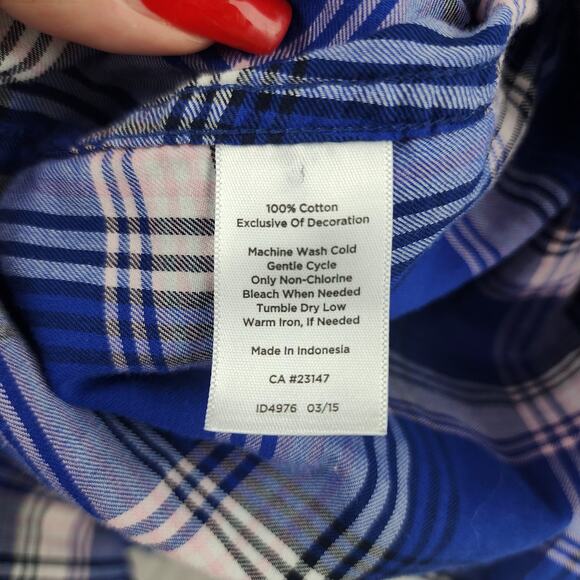 100% Cotton
Exclusive Of Decoration
Machine Wash Cold
Gentle Cycle
Only Non-Chlorine
Bleach When Needed
Tumble Dry Low
Warm Iron, If Needed
Made In Indonesia
CA #23147
ID4976 03/15